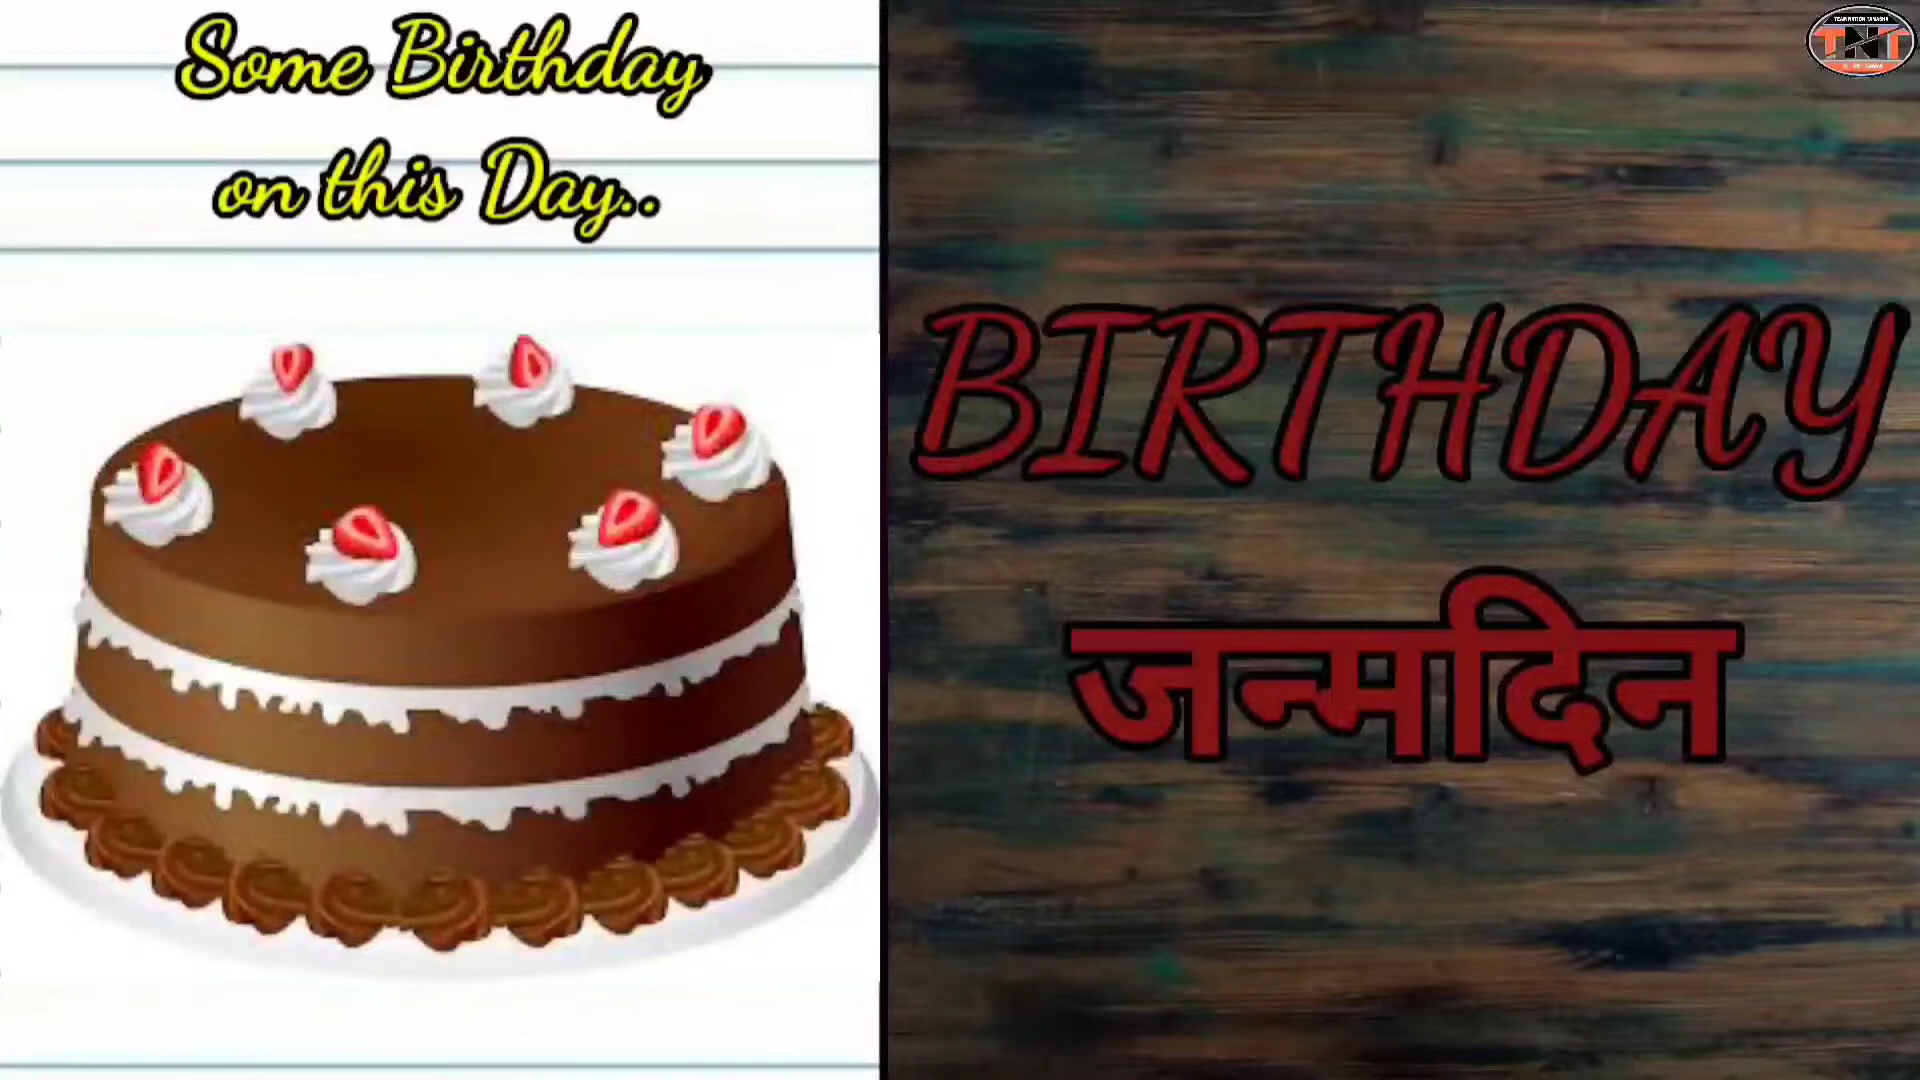 Some Birthday
on this Day..
TNT
BIRTHDAY
जन्मदिन